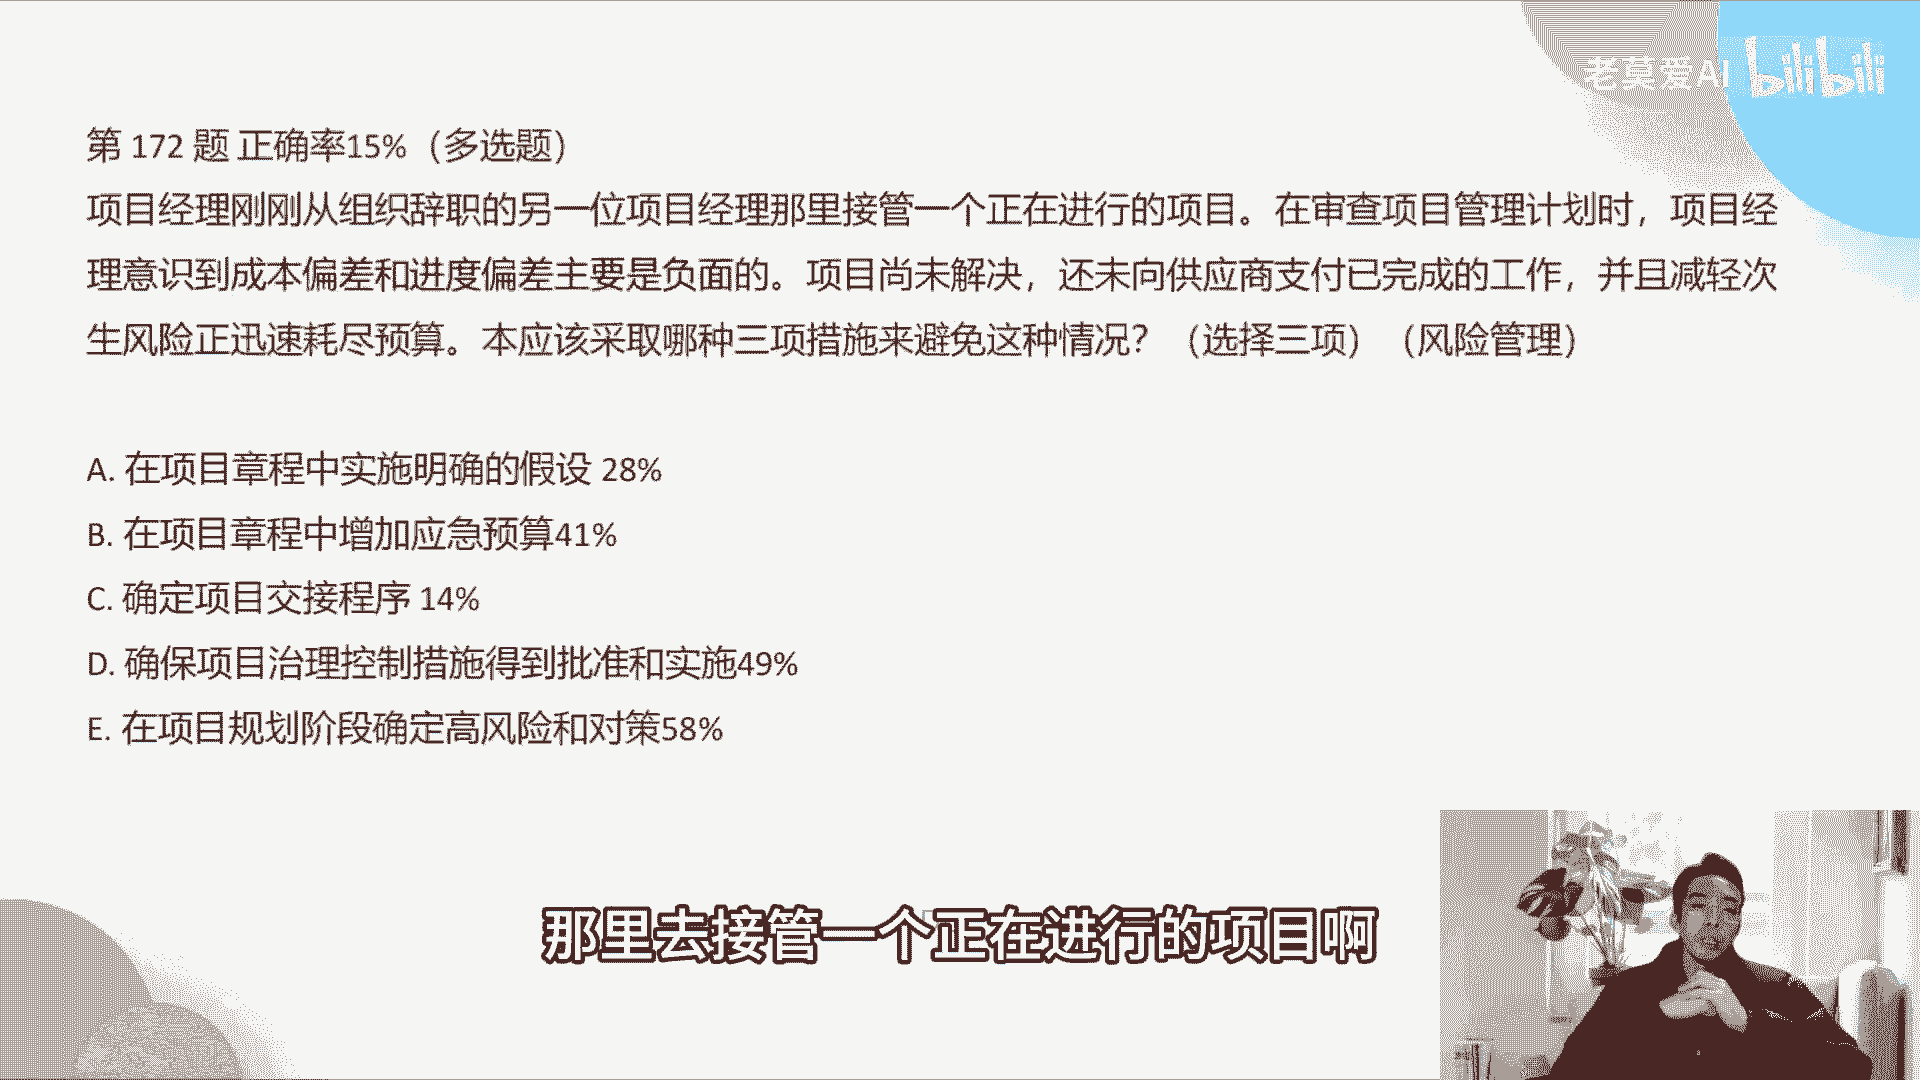 老莫爱AI bilibili
第 172 题 正确率15%（多选题）
项目经理刚刚从组织辞职的另一位项目经理那里接管一个正在进行的项目。在审查项目管理计划时，项目经
理意识到成本偏差和进度偏差主要是负面的。项目尚未解决，还未向供应商支付已完成的工作，并且减轻次
生风险正迅速耗尽预算。本应该采取哪种三项措施来避免这种情况？（选择三项）（风险管理）
A. 在项目章程中实施明确的假设 28%
B. 在项目章程中增加应急预算41%
C. 确定项目交接程序 14%
D. 确保项目治理控制措施得到批准和实施49%
E. 在项目规划阶段确定高风险和对策58%
那里去接管一个正在进行的项目啊